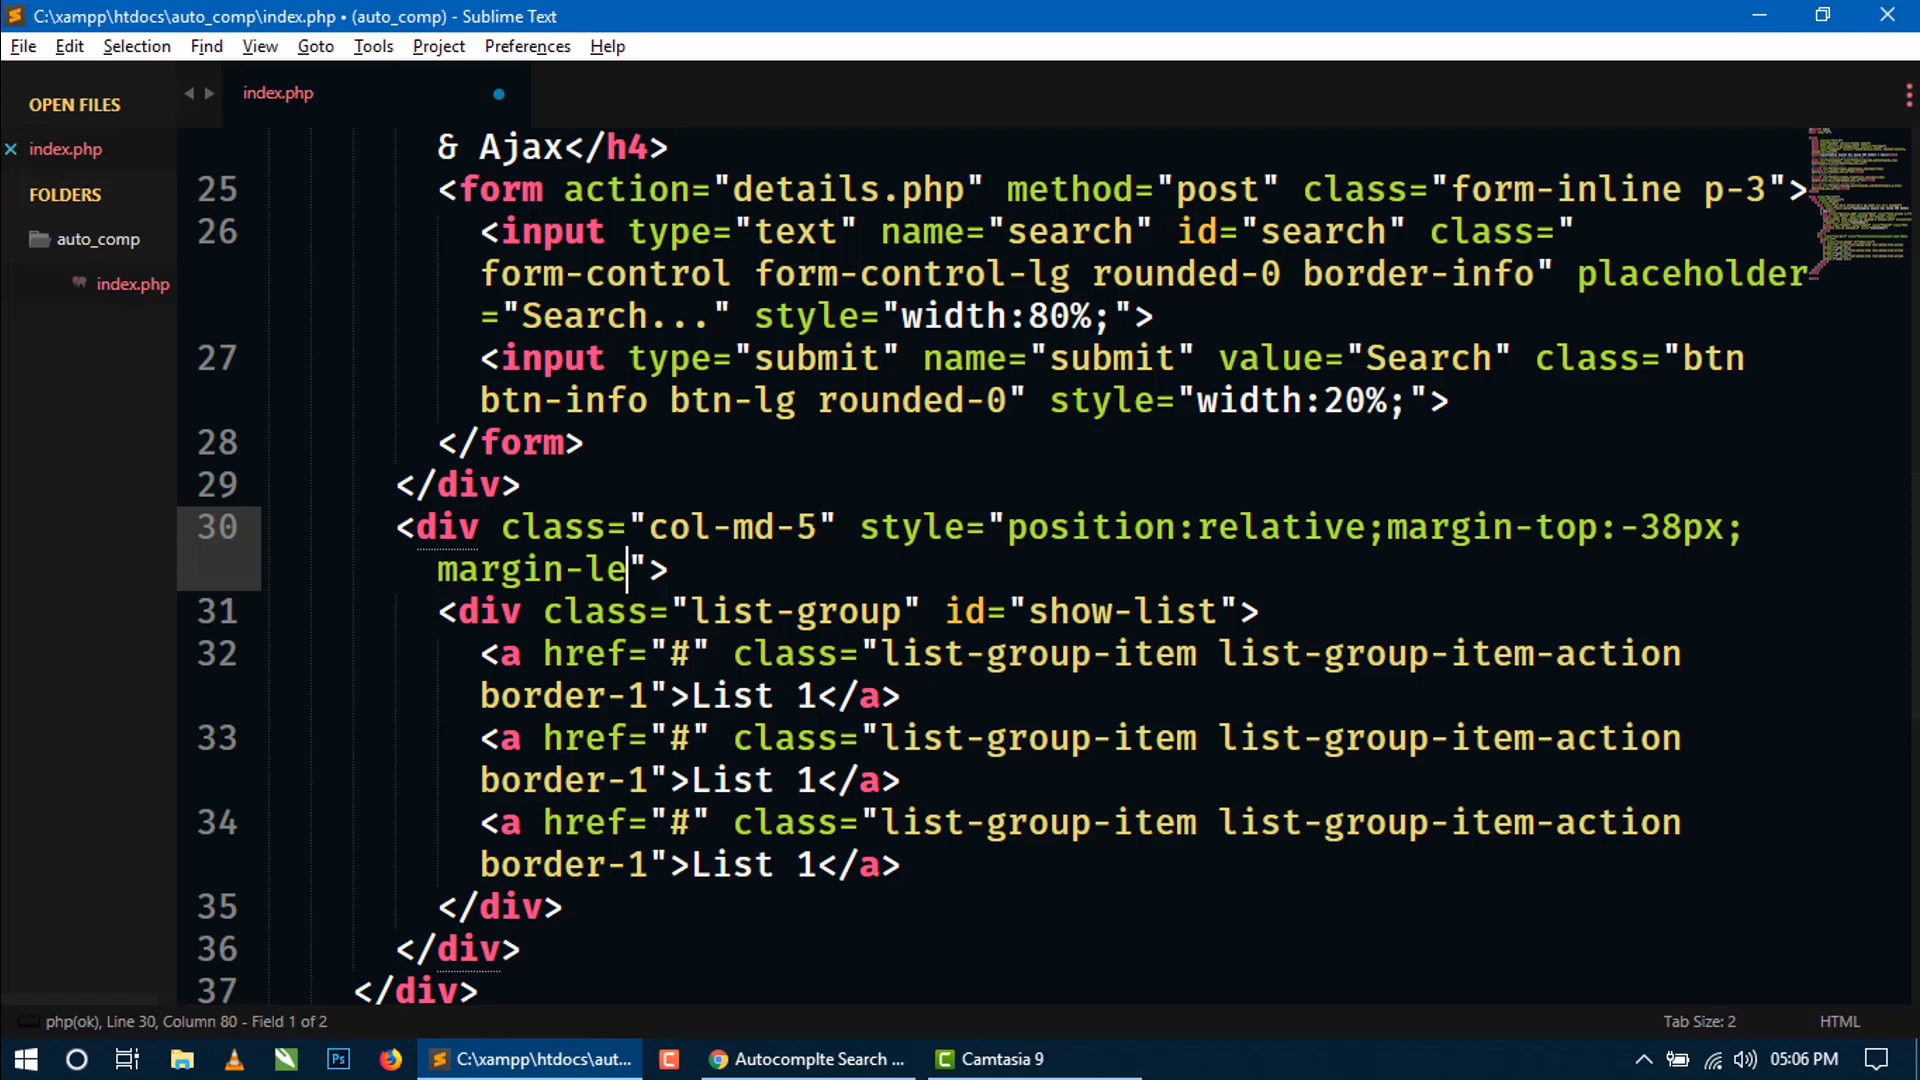 C:\xampp\htdocs\auto_comp\index.php • (auto_comp) - Sublime Text
File Edit Selection Find View Goto Tools Project Preferences Help
OPEN FILES
index.php
FOLDERS
auto_comp
index.php
index.php
& Ajax</h4>
25 <form action="details.php" method="post" class="form-inline p-3">
26 <input type="text" name="search" id="search" class="
form-control form-control-lg rounded-0 border-info" placeholder
="Search..." style="width:80%;">
27 <input type="submit" name="submit" value="Search" class="btn
btn-info btn-lg rounded-0" style="width:20%;">
28 </form>
29 </div>
30 <div class="col-md-5" style="position:relative;margin-top:-38px;
margin-le">
31 <div class="list-group" id="show-list">
32 <a href="#" class="list-group-item list-group-item-action
border-1">List 1</a>
33 <a href="#" class="list-group-item list-group-item-action
border-1">List 1</a>
34 <a href="#" class="list-group-item list-group-item-action
border-1">List 1</a>
35 </div>
36 </div>
37 </div>
php(ok), Line 30, Column 80 - Field 1 of 2
Tab Size: 2
HTML
C:\xampp\htdocs\aut...
Autocomplte Search ...
Camtasia 9
05:06 PM